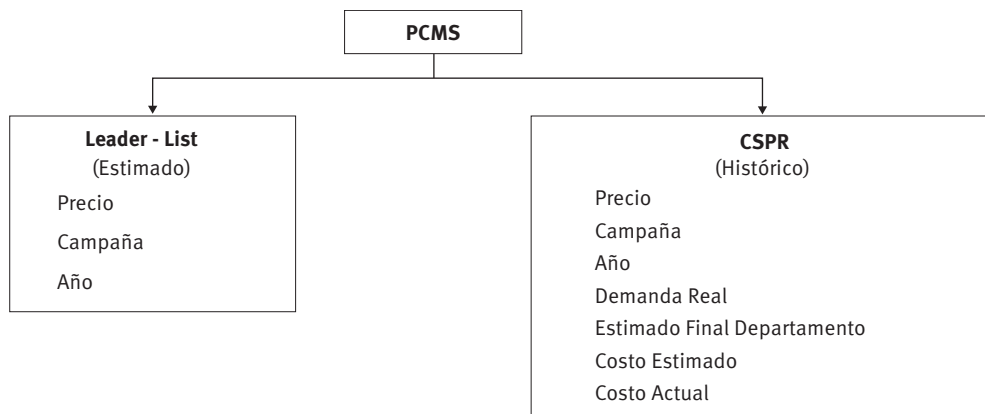 PCMS
Leader - List
(Estimado)
Precio
Campaña
Año
CSPR
(Histórico)
Precio
Campaña
Año
Demanda Real
Estimado Final Departamento
Costo Estimado
Costo Actual